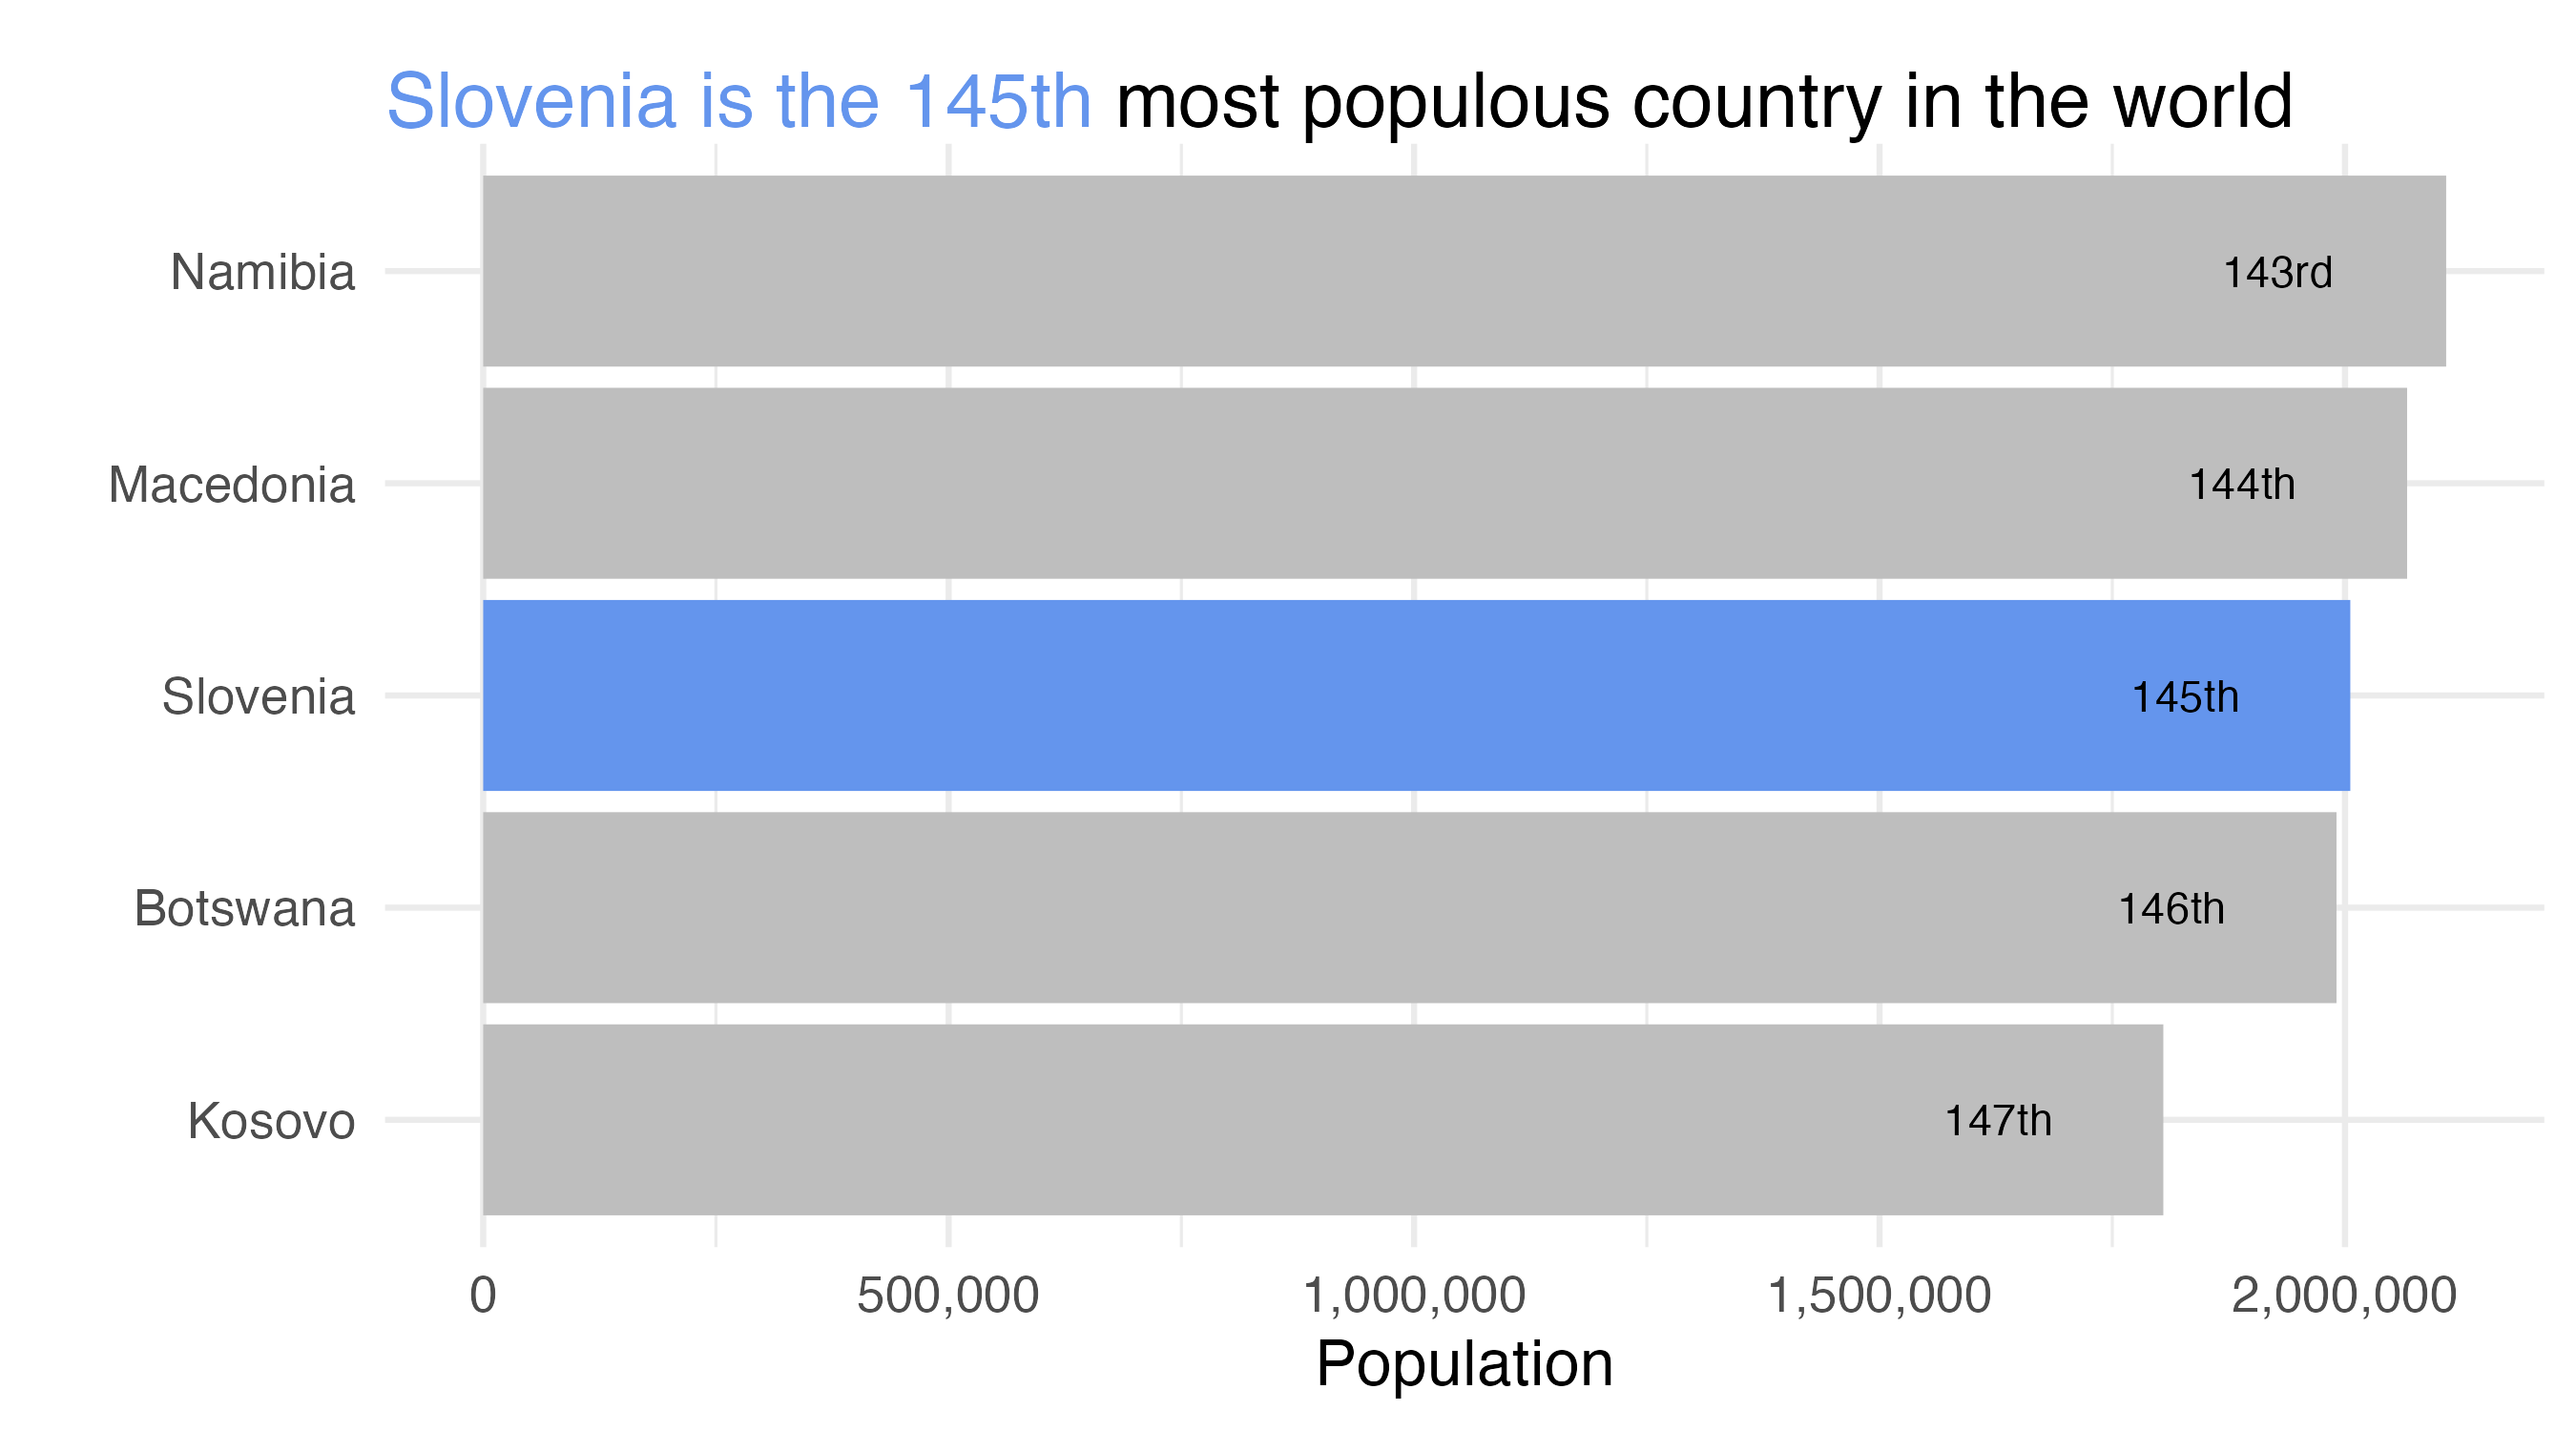 Slovenia is the 145th most populous country in the world
Namibia
143rd
Macedonia
144th
Slovenia
145th
Botswana
146th
Kosovo
147th
0 500,000 1,000,000 1,500,000 2,000,000
Population